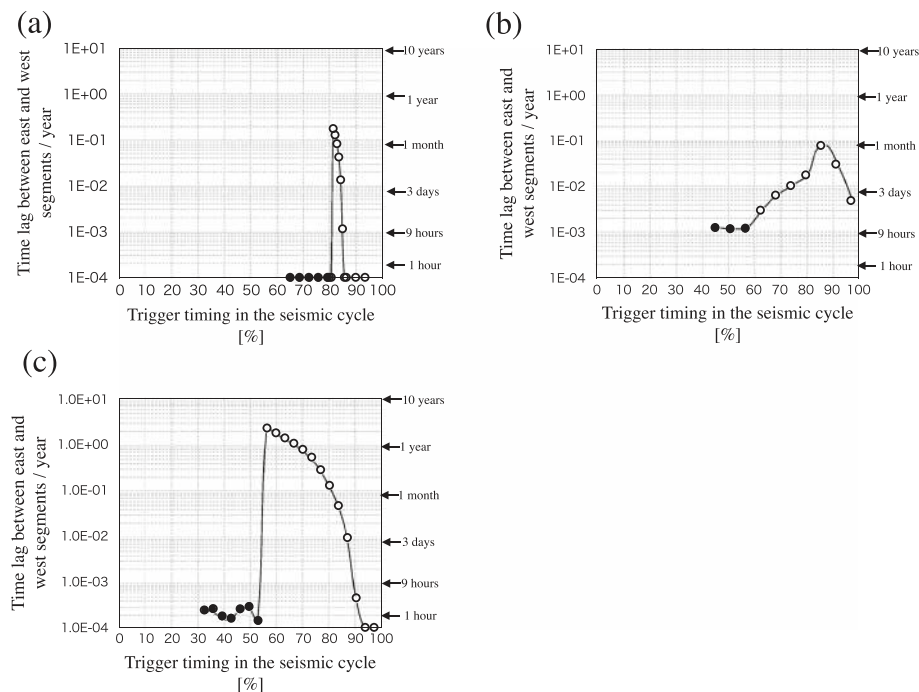 (a)
Time lag between east and west
segments / year
1E+01
1E+00
1E-01
1E-02
1E-03
1E-04
10 years
1 year
1 month
3 days
9 hours
1 hour
0 10 20 30 40 50 60 70 80 90 100
Trigger timing in the seismic cycle
[%]
(b)
Time lag between east and
west segments / year
1E+01
1E+00
1E-01
1E-02
1E-03
1E-04
10 years
1 year
1 month
3 days
9 hours
1 hour
0 10 20 30 40 50 60 70 80 90 100
Trigger timing in the seismic cycle
[%]
(c)
Time lag between east and
west segments / year
1.0E+01
1.0E+00
1.0E-01
1.0E-02
1.0E-03
1.0E-04
10 years
1 year
1 month
3 days
9 hours
1 hour
0 10 20 30 40 50 60 70 80 90 100
Trigger timing in the seismic cycle
[%]